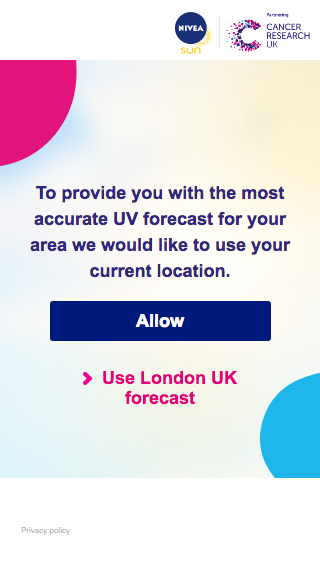 Partnering
NIVEA
sun
CANCER
RESEARCH
UK
To provide you with the most
accurate UV forecast for your
area we would like to use your
current location.
Allow
Use London UK
forecast
Privacy policy